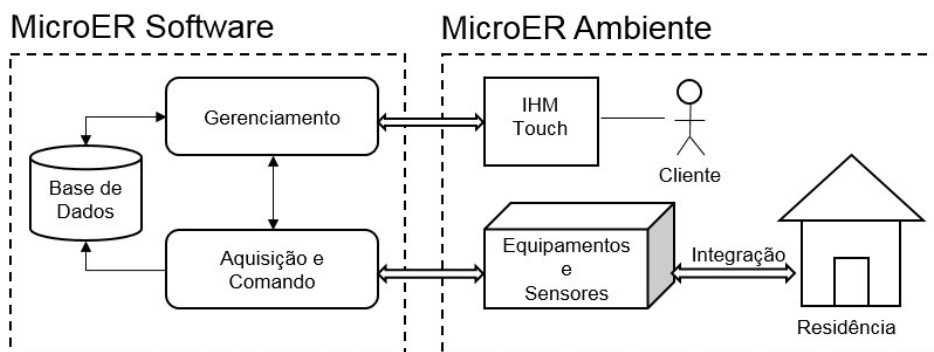 MicroER Software
MicroER Ambiente
Gerenciamento
IHM
Touch
Cliente
Base de
Dados
Aquisição e
Comando
Equipamentos
e
Sensores
Integração
Residência